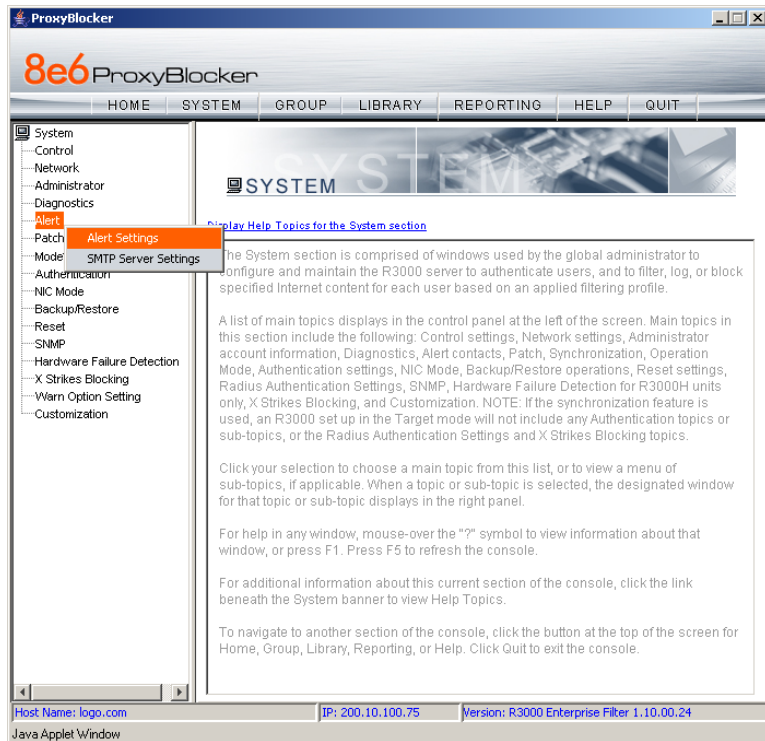 ProxyBlocker
8e6 ProxyBlocker
HOME SYSTEM GROUP LIBRARY REPORTING HELP QUIT
System
Control
Network
Administrator
Diagnostics
Alert
Patch
Mode
Authentication
NIC Mode
Backup/Restore
Reset
SNMP
Hardware Failure Detection
X Strikes Blocking
Warn Option Setting
Customization
Alert Settings
SMTP Server Settings
SYSTEM
SYSTEM
Display Help Topics for the System section
The System section is comprised of windows used by the global administrator to
configure and maintain the R3000 server to authenticate users, and to filter, log, or block
specified Internet content for each user based on an applied filtering profile.
A list of main topics displays in the control panel at the left of the screen. Main topics in
this section include the following: Control settings, Network settings, Administrator
account information, Diagnostics, Alert contacts, Patch, Synchronization, Operation
Mode, Authentication settings, NIC Mode, Backup/Restore operations, Reset settings,
Radius Authentication Settings, SNMP, Hardware Failure Detection for R3000H units
only, X Strikes Blocking, and Customization. NOTE: If the synchronization feature is
used, an R3000 set up in the Target mode will not include any Authentication topics or
sub-topics, or the Radius Authentication Settings and X Strikes Blocking topics.
Click your selection to choose a main topic from this list, or to view a menu of
sub-topics, if applicable. When a topic or sub-topic is selected, the designated window
for that topic or sub-topic displays in the right panel.
For help in any window, mouse-over the "?" symbol to view information about that
window, or press F1. Press F5 to refresh the console.
For additional information about this current section of the console, click the link
beneath the System banner to view Help Topics.
To navigate to another section of the console, click the button at the top of the screen for
Home, Group, Library, Reporting, or Help. Click Quit to exit the console.
Host Name: logo.com IP: 200.10.100.75 Version: R3000 Enterprise Filter 1.10.00.24
Java Applet Window